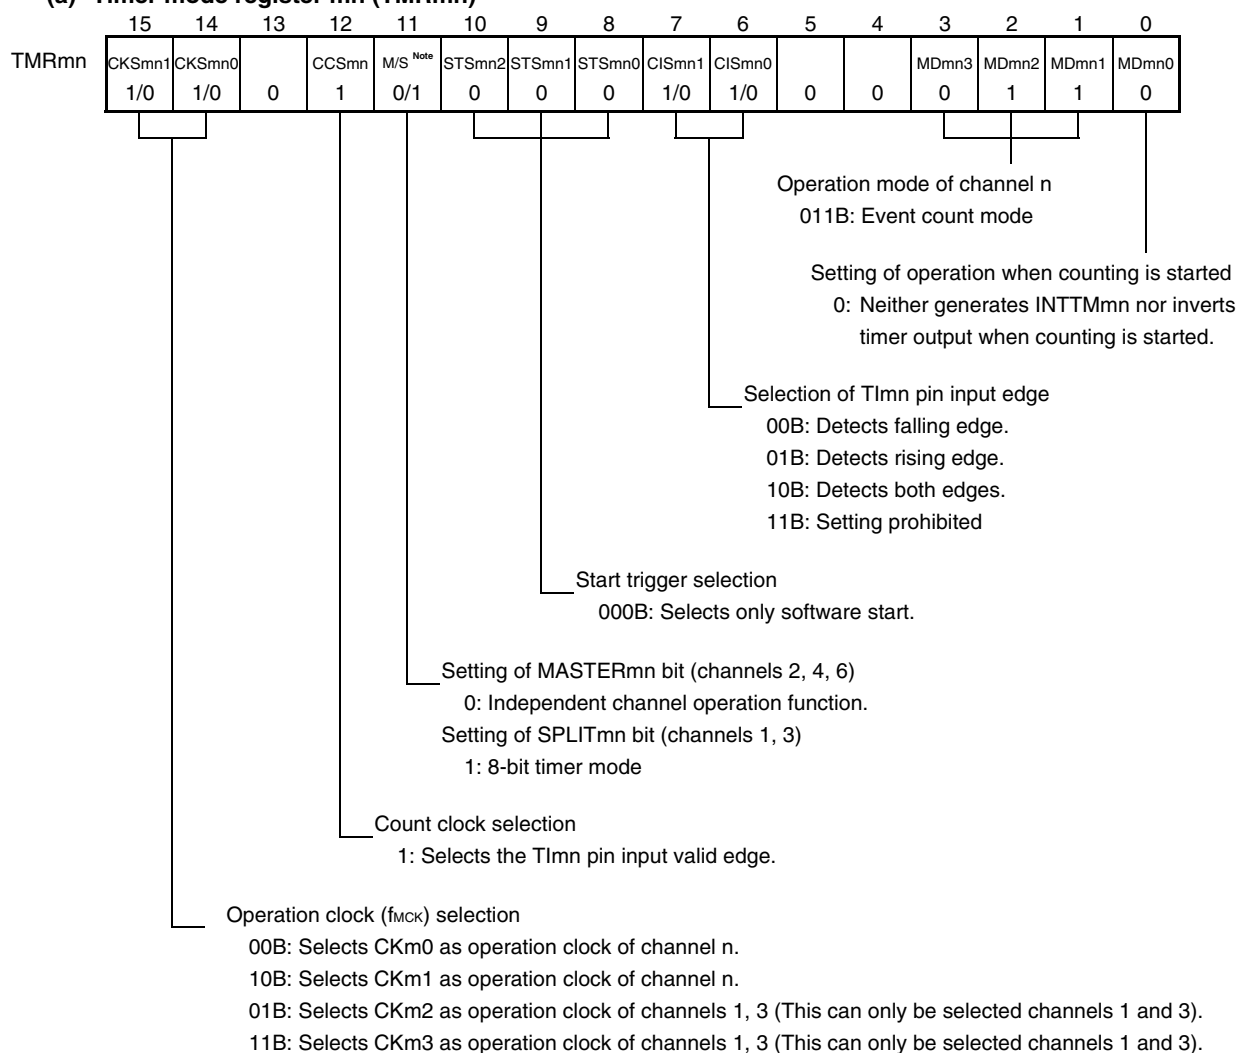 (a) Timer mode register mn (TMRmn)
15 14 13 12 11 10 9 8 7 6 5 4 3 2 1 0
TMRmn CKSmn1 CKSmn0 CCSmn M/S Note STSmn2 STSmn1 STSmn0 CISmn1 CISmn0 MDmn3 MDmn2 MDmn1 MDmn0
1/0 1/0 0 1 0/1 0 0 0 1/0 1/0 0 0 0 1 1 0
Operation mode of channel n
011B: Event count mode
Setting of operation when counting is started
0: Neither generates INTTMmn nor inverts
timer output when counting is started.
Selection of TImn pin input edge
00B: Detects falling edge.
01B: Detects rising edge.
10B: Detects both edges.
11B: Setting prohibited
Start trigger selection
000B: Selects only software start.
Setting of MASTERmn bit (channels 2, 4, 6)
0: Independent channel operation function.
Setting of SPLITmn bit (channels 1, 3)
1: 8-bit timer mode
Count clock selection
1: Selects the TImn pin input valid edge.
Operation clock (fMCK) selection
00B: Selects CKm0 as operation clock of channel n.
10B: Selects CKm1 as operation clock of channel n.
01B: Selects CKm2 as operation clock of channels 1, 3 (This can only be selected channels 1 and 3).
11B: Selects CKm3 as operation clock of channels 1, 3 (This can only be selected channels 1 and 3).